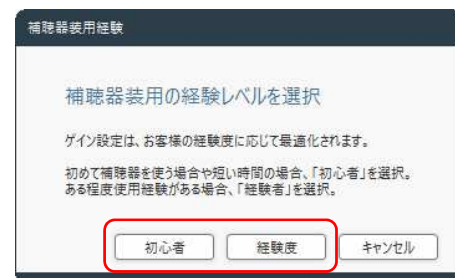 補聴器装用経験
補聴器装用の経験レベルを選択
ゲイン設定は、お客様の経験度に応じて最適化されます。
初めて補聴器を使う場合や短い時間の場合、「初心者」を選択。
ある程度使用経験がある場合、「経験者」を選択。
初心者 経験度 キャンセル